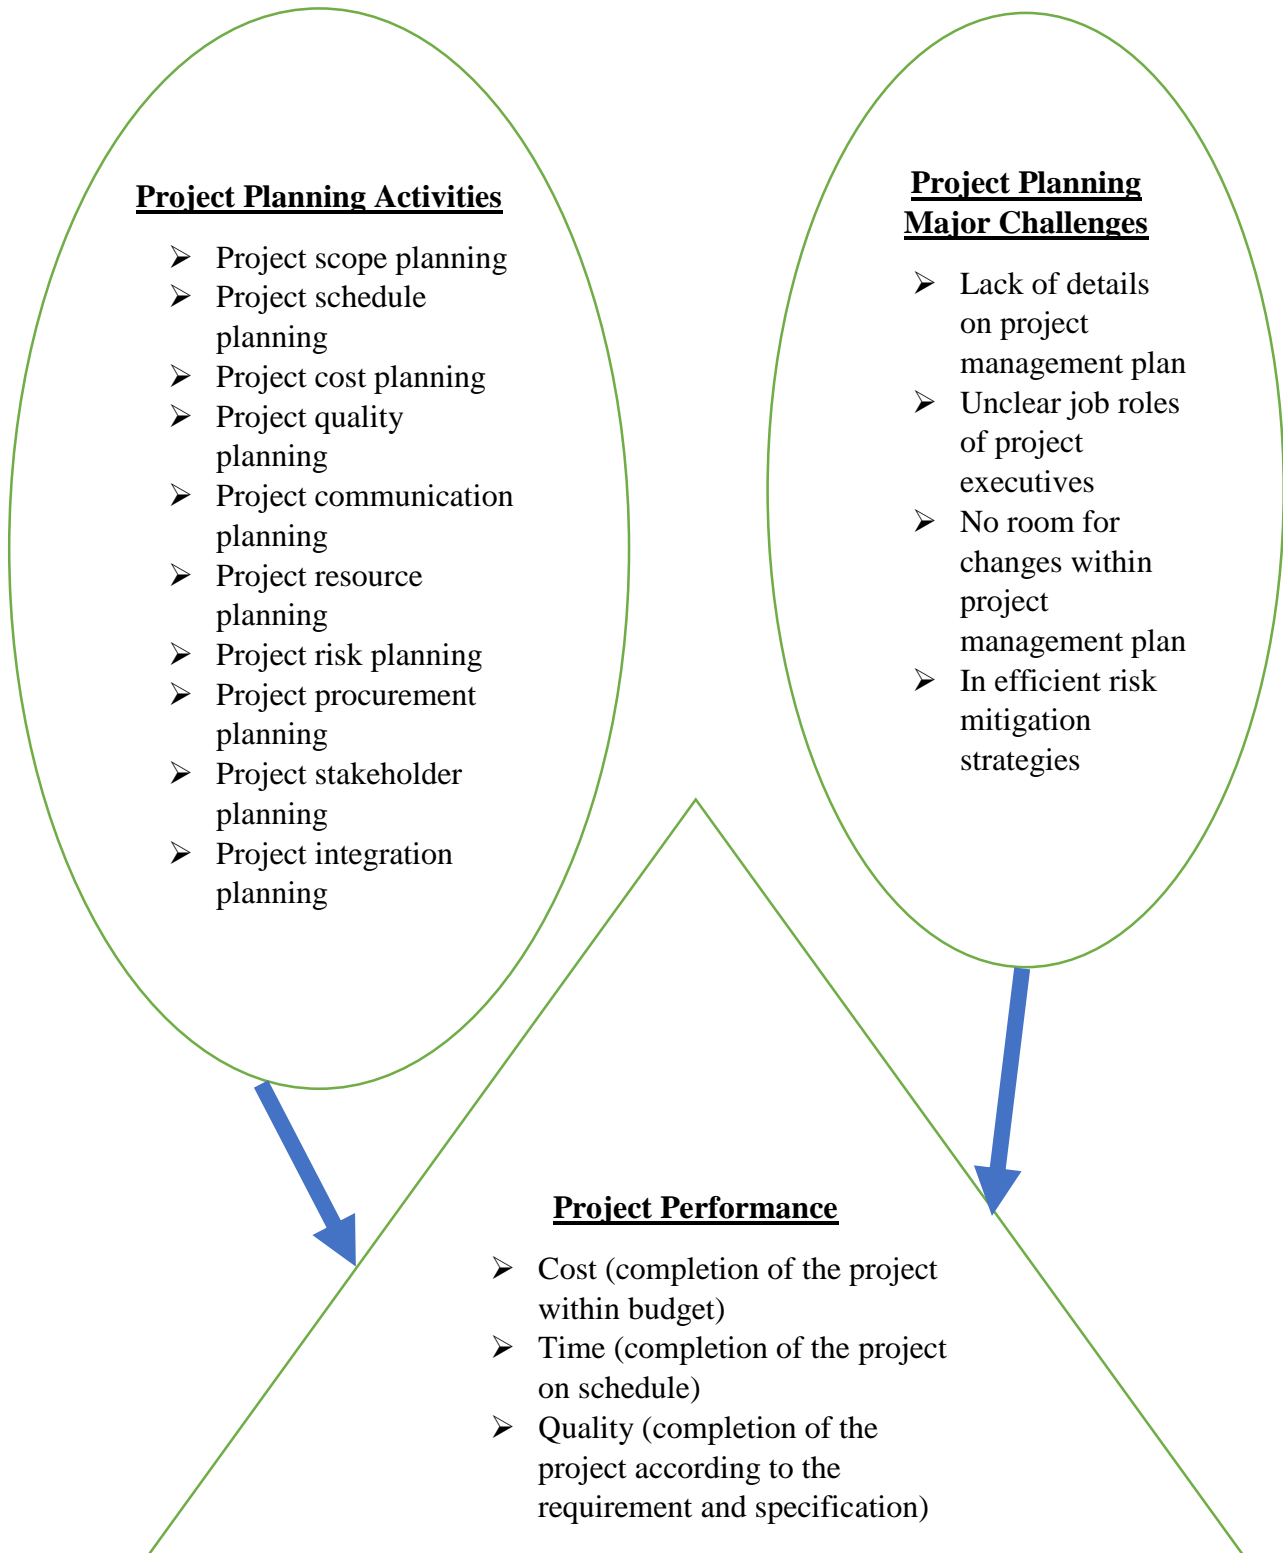 Project Planning Activities
➢ Project scope planning
➢ Project schedule
planning
➢ Project cost planning
➢ Project quality
planning
➢ Project communication
planning
➢ Project resource
planning
➢ Project risk planning
➢ Project procurement
planning
➢ Project stakeholder
planning
➢ Project integration
planning
Project Planning
Major Challenges
➢ Lack of details
on project
management plan
➢ Unclear job roles
of project
executives
➢ No room for
changes within
project
management plan
➢ In efficient risk
mitigation
strategies
Project Performance
➢ Cost (completion of the project
within budget)
➢ Time (completion of the project
on schedule)
➢ Quality (completion of the
project according to the
requirement and specification)